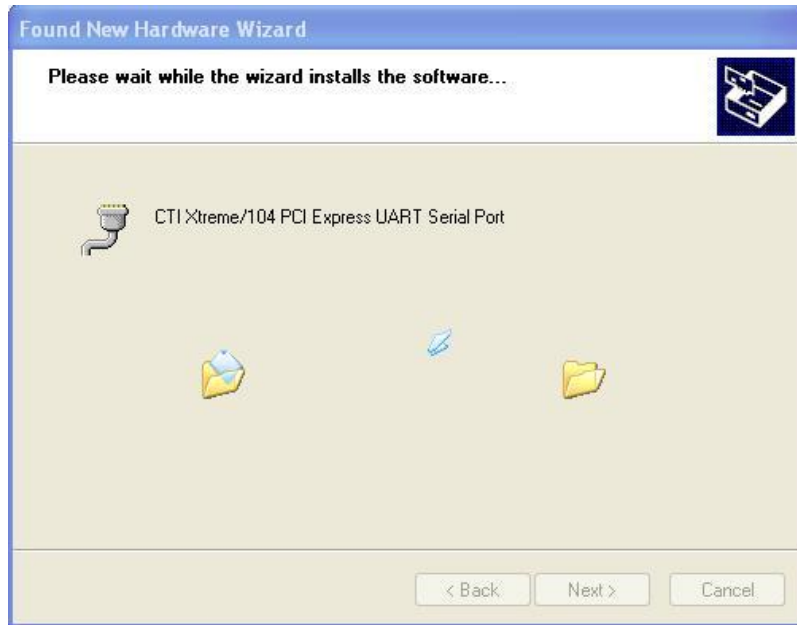 Found New Hardware Wizard
Please wait while the wizard installs the software...
CTI Xtreme/104 PCI Express UART Serial Port
< Back
Next >
Cancel